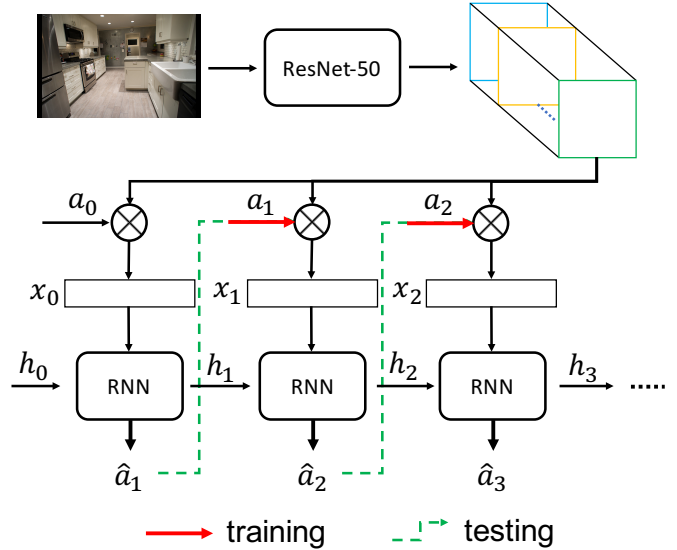 ResNet-50
a₀ a₁ a₂
x₀ x₁ x₂
h₀ RNN h₁ RNN h₂ RNN h₃ ......
â₁ â₂ â₃
training testing